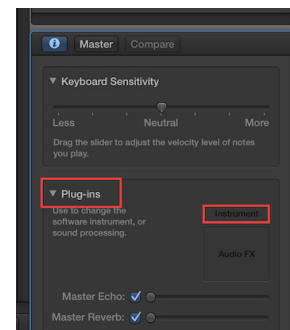 Master Compare
Keyboard Sensitivity
Less Neutral More
Drag the slider to adjust the velocity level of notes
you play.
Plug-ins
Use to change the
software instrument, or
sound processing.
Instrument
Audio FX
Master Echo:
Master Reverb: